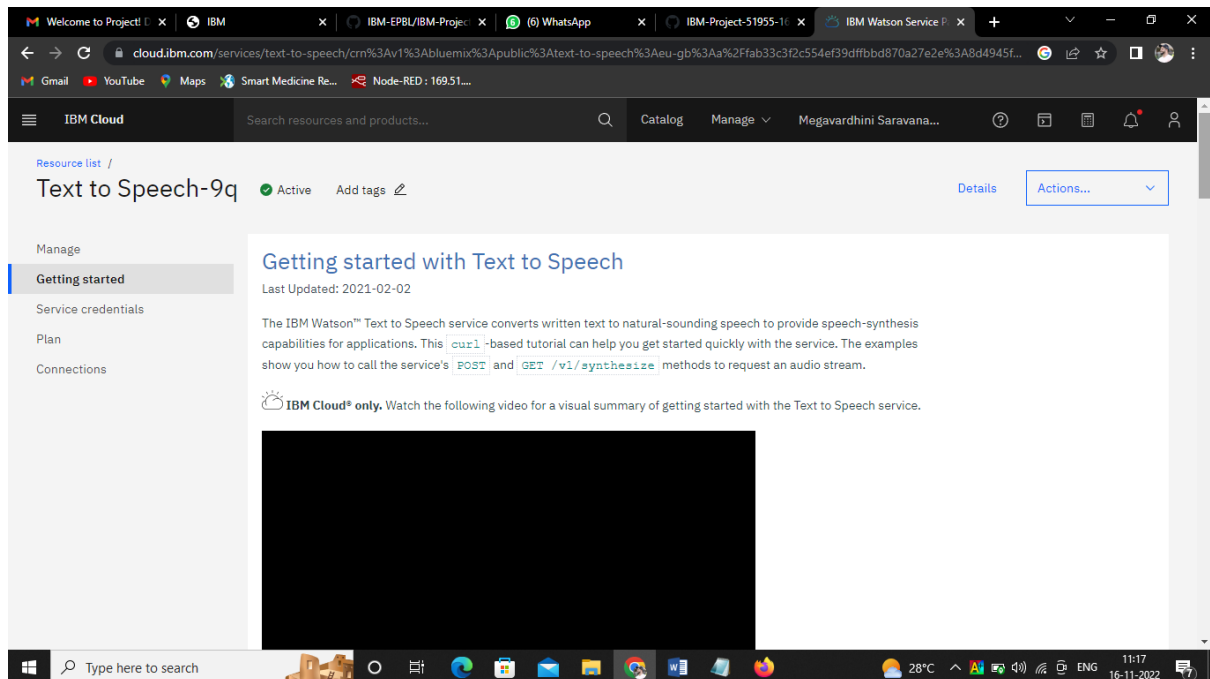 Welcome to Project! D
IBM
IBM-EPBL/IBM-Projec
(6) WhatsApp
IBM-Project-51955-16
IBM Watson Service P
cloud.ibm.com/services/text-to-speech/crn%3Av1%3Abluemix%3Apublic%3Atext-to-speech%3Aeu-gb%3Aa%2Ffab33c3f2c554ef39dffbbd870a27e2e%3A8d4945f...
Gmail
YouTube
Maps
Smart Medicine Re...
Node-RED : 169.51....
IBM Cloud
Search resources and products...
Catalog
Manage
Megavardhini Saravana...
Resource list /
Text to Speech-9q
Active
Add tags
Details
Actions...
Manage
Getting started
Service credentials
Plan
Connections
Getting started with Text to Speech
Last Updated: 2021-02-02
The IBM Watson™ Text to Speech service converts written text to natural-sounding speech to provide speech-synthesis
capabilities for applications. This curl -based tutorial can help you get started quickly with the service. The examples
show you how to call the service's POST and GET /v1/synthesize methods to request an audio stream.
IBM Cloud® only. Watch the following video for a visual summary of getting started with the Text to Speech service.
Type here to search
28°C
ENG
11:17
16-11-2022